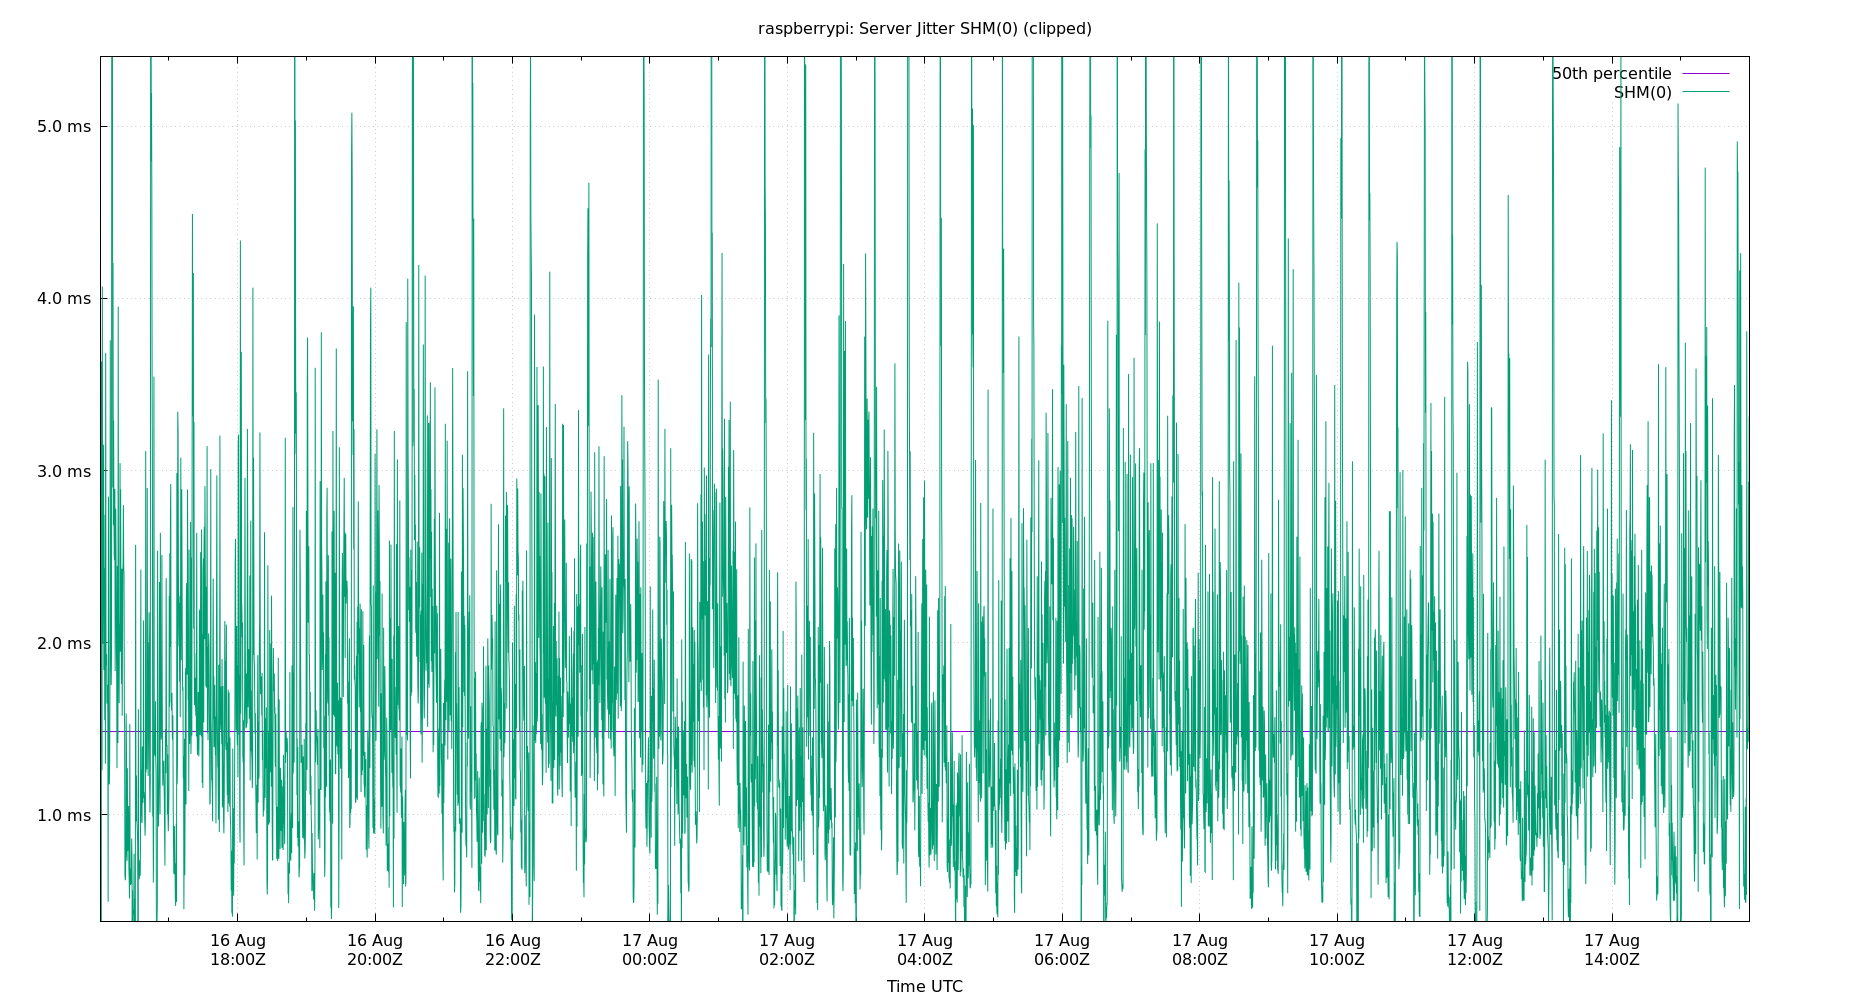 raspberrypi: Server Jitter SHM(0) (clipped)
50th percentile
SHM(0)
5.0 ms
4.0 ms
3.0 ms
2.0 ms
1.0 ms
16 Aug 16 Aug 16 Aug 17 Aug 17 Aug 17 Aug 17 Aug 17 Aug 17 Aug 17 Aug 17 Aug
18:00Z 20:00Z 22:00Z 00:00Z 02:00Z 04:00Z 06:00Z 08:00Z 10:00Z 12:00Z 14:00Z
Time UTC